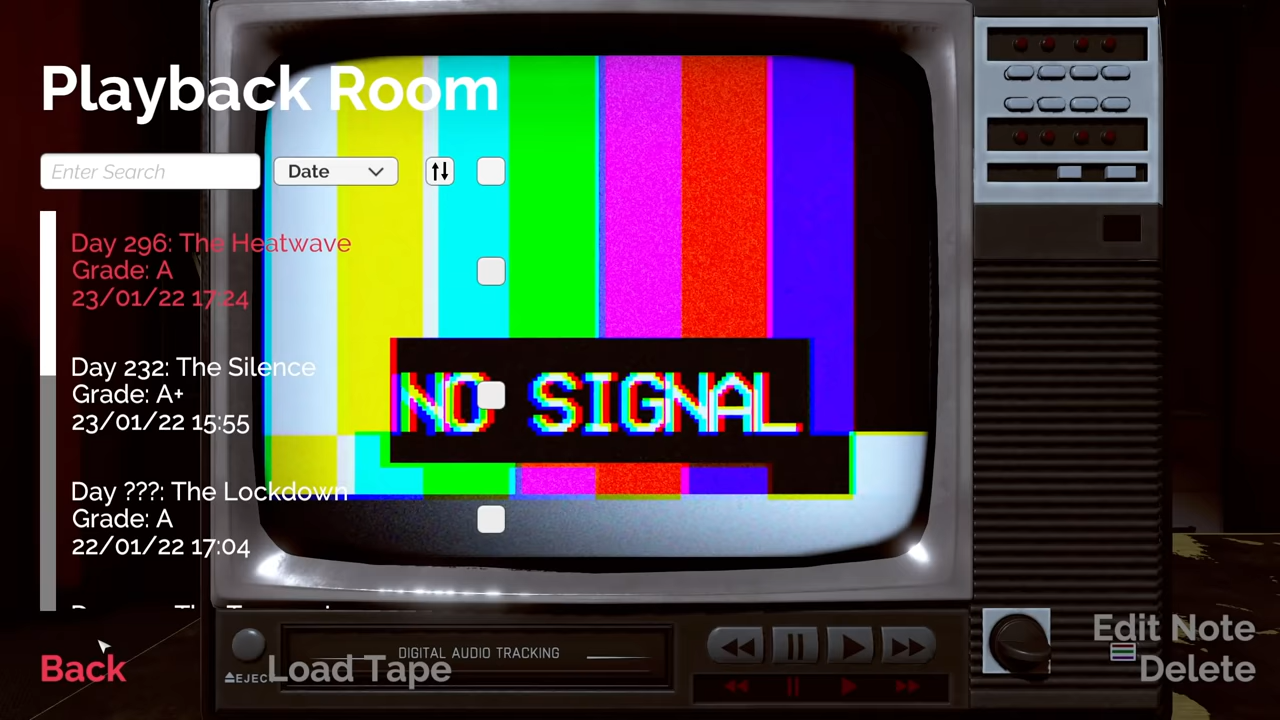 Playback Room
Enter Search
Date
Day 296: The Heatwave
Grade: A
23/01/22 17:24
Day 232: The Silence
Grade: A+
23/01/22 15:55
NO SIGNAL
Day ???: The Lockdown
Grade: A
22/01/22 17:04
DIGITAL AUDIO TRACKING
Edit Note
Back
EJEC
Load Tape
Delete